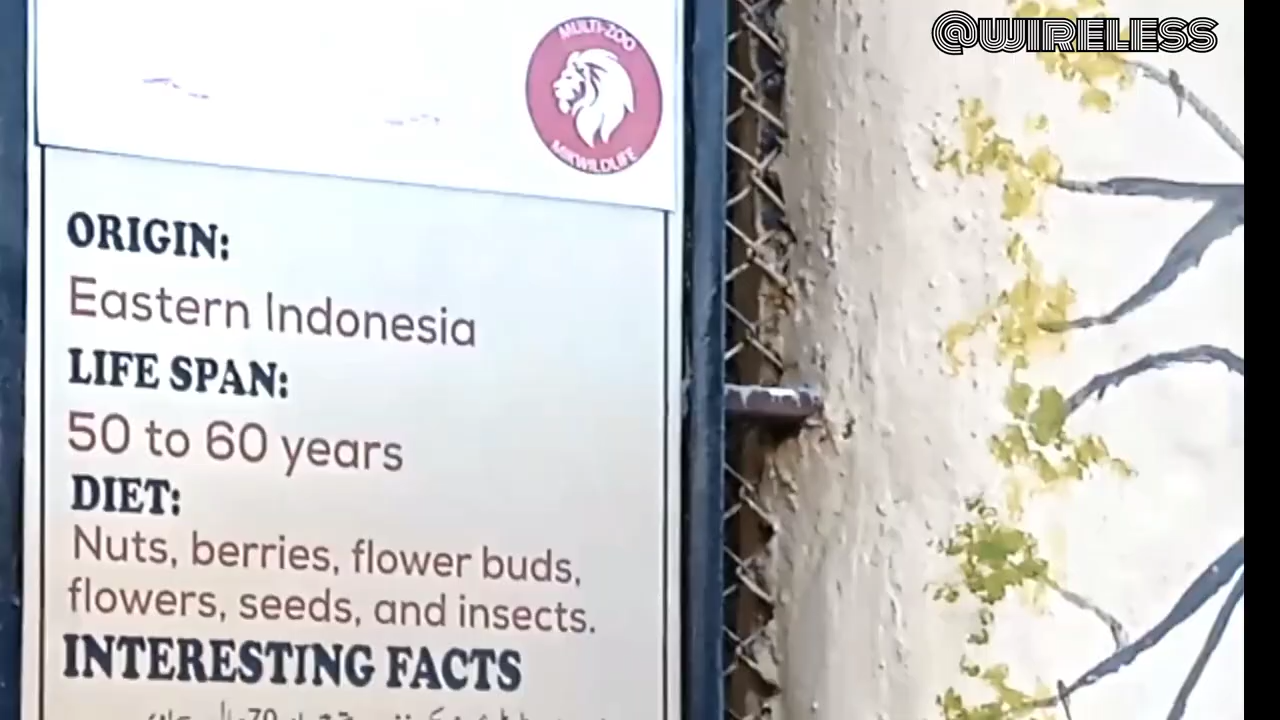 @WIRELESS
MULTI-ZOO
MKWILDLIFE
ORIGIN:
Eastern Indonesia
LIFE SPAN:
50 to 60 years
DIET:
Nuts, berries, flower buds,
flowers, seeds, and insects.
INTERESTING FACTS